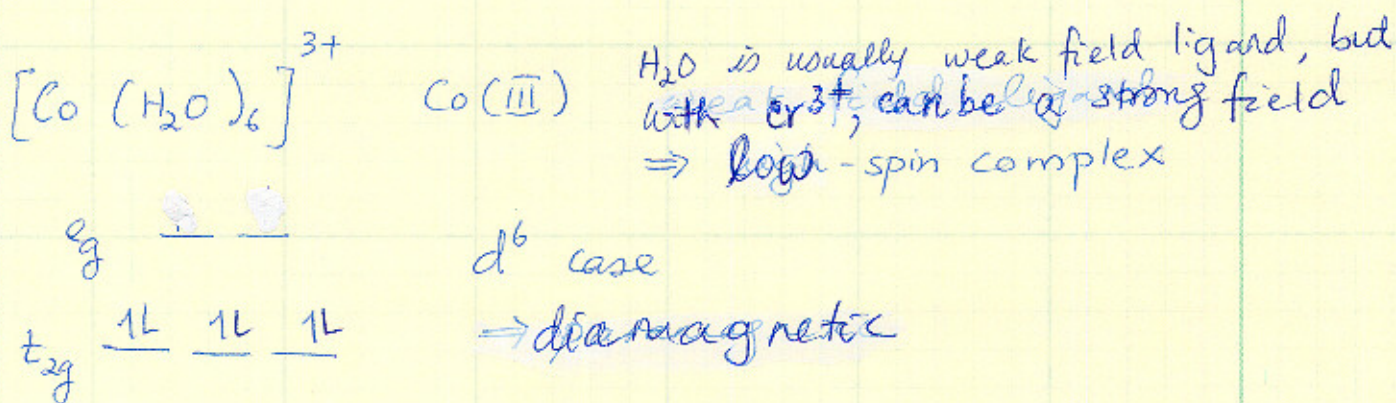 [Co (H₂O)₆]³⁺ Co(III) H₂O is usually weak field ligand, but
with cr³⁺, can be a strong field
⇒ low-spin complex
eg
d⁶ case
t₂g 1L 1L 1L ⇒ diamagnetic